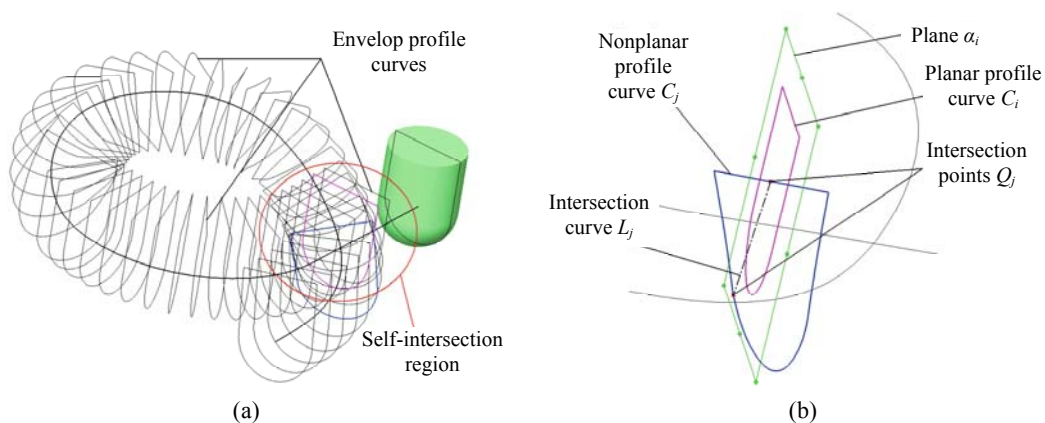 Envelop profile
curves
Self-intersection
region
(a)
Nonplanar
profile
curve Cj
Intersection
curve Lj
Plane αi
Planar profile
curve Ci
Intersection
points Qj
(b)